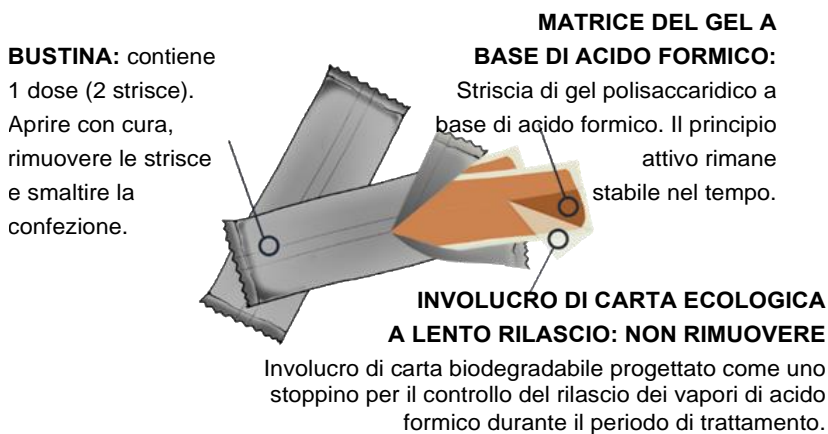 BUSTINA: contiene
1 dose (2 strisce).
Aprire con cura,
rimuovere le strisce
e smaltire la
confezione.
MATRICE DEL GEL A
BASE DI ACIDO FORMICO:
Striscia di gel polisaccaridico a
base di acido formico. Il principio
attivo rimane
stabile nel tempo.
INVOLUCRO DI CARTA ECOLOGICA
A LENTO RILASCIO: NON RIMUOVERE
Involucro di carta biodegradabile progettato come uno
stoppino per il controllo del rilascio dei vapori di acido
formico durante il periodo di trattamento.